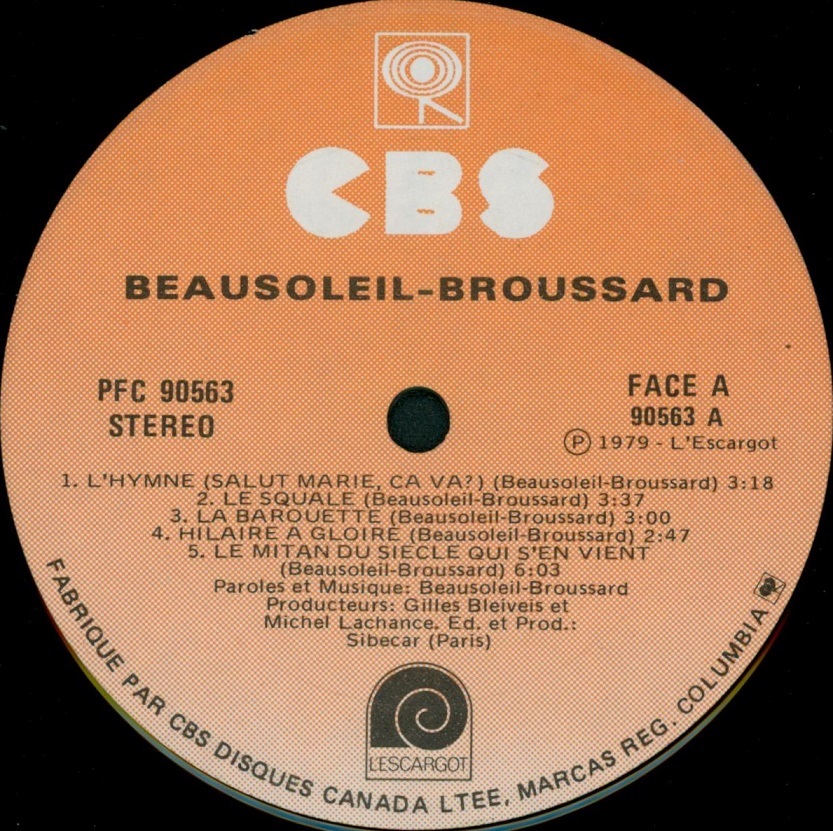 CBS
BEAUSOLEIL-BROUSSARD
PFC 90563
STEREO
FACE A
90563 A
Ⓟ 1979 - L'Escargot
1. L'HYMNE (SALUT MARIE, CA VA?) (Beausoleil-Broussard) 3:18
2. LE SQUALE (Beausoleil-Broussard) 3:37
3. LA BAROUETTE (Beausoleil-Broussard) 3:00
4. HILAIRE A GLOIRE (Beausoleil-Broussard) 2:47
5. LE MITAN DU SIECLE QUI S'EN VIENT
(Beausoleil-Broussard) 6:03
Paroles et Musique: Beausoleil-Broussard
Producteurs: Gilles Bleiveis et
Michel Lachance. Ed. et Prod.:
Sibecar (Paris)
L'ESCARGOT
FABRIQUE PAR CBS DISQUES CANADA LTEE, MARCAS REG. COLUMBIA